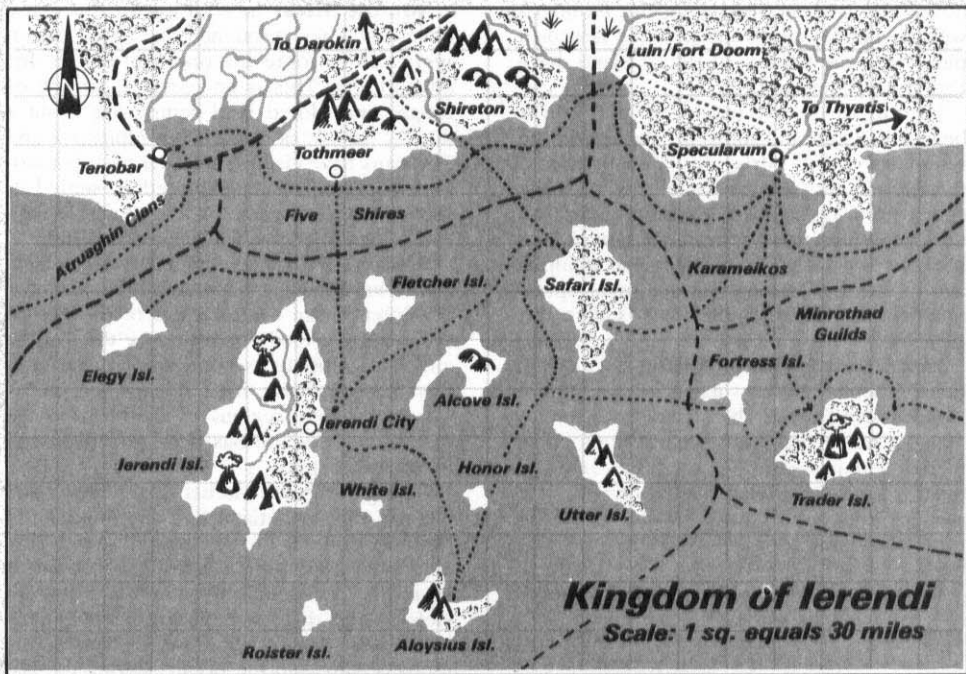 To Darokin
Luln/Fort Doom
N
Shireton
To Thyatis
Tenobar
Tothmeer
Specularum
Five Shires
Atruaghin Clans
Karameikos
Fletcher Isl.
Safari Isl.
Minrothad
Guilds
Elegy Isl.
Fortress Isl.
Alcove Isl.
Ierendi City
Ierendi Isl.
Honor Isl.
White Isl.
Utter Isl.
Trader Isl.
Kingdom of Ierendi
Scale: 1 sq. equals 30 miles
Roister Isl.
Aloysius Isl.